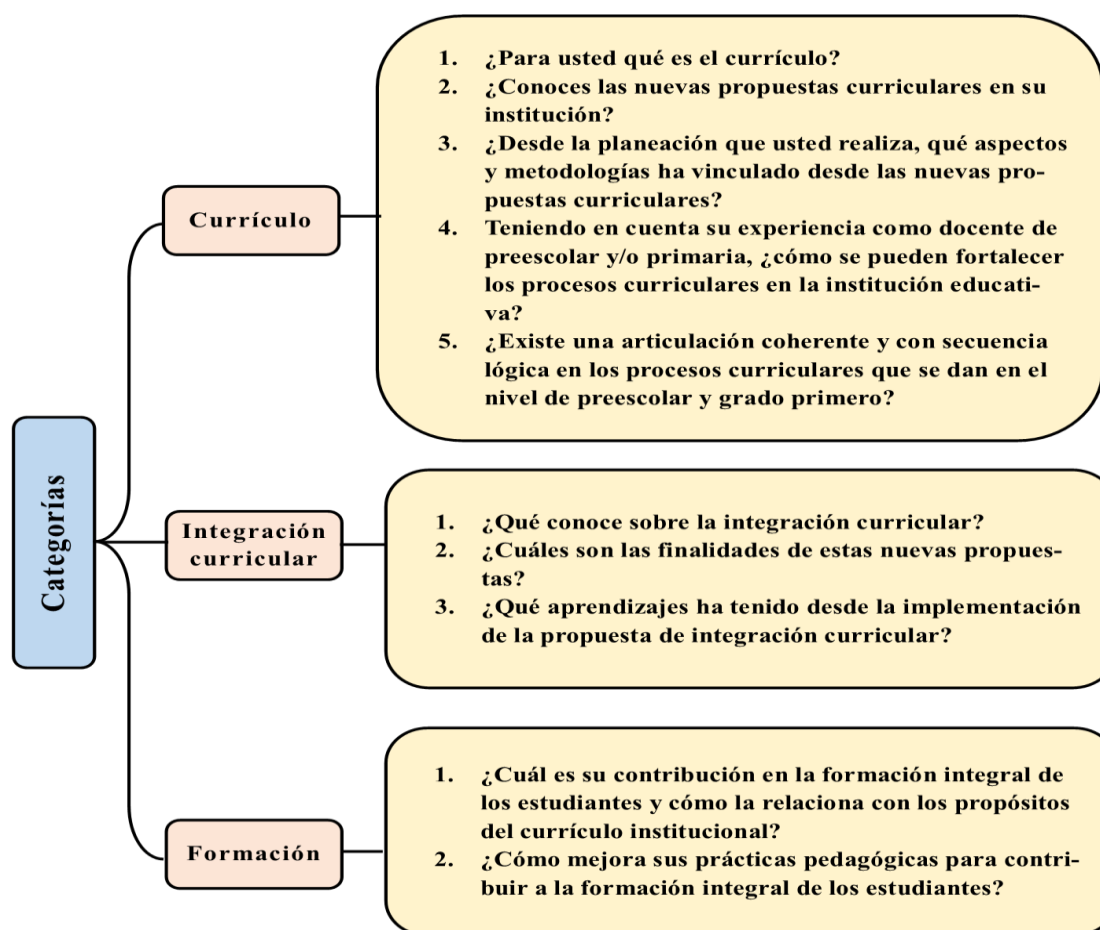 Categorías
Currículo
1. ¿Para usted qué es el currículo?
2. ¿Conoces las nuevas propuestas curriculares en su
institución?
3. ¿Desde la planeación que usted realiza, qué aspectos
y metodologías ha vinculado desde las nuevas pro-
puestas curriculares?
4. Teniendo en cuenta su experiencia como docente de
preescolar y/o primaria, ¿cómo se pueden fortalecer
los procesos curriculares en la institución educati-
va?
5. ¿Existe una articulación coherente y con secuencia
lógica en los procesos curriculares que se dan en el
nivel de preescolar y grado primero?
Integración
curricular
1. ¿Qué conoce sobre la integración curricular?
2. ¿Cuáles son las finalidades de estas nuevas propues-
tas?
3. ¿Qué aprendizajes ha tenido desde la implementación
de la propuesta de integración curricular?
Formación
1. ¿Cuál es su contribución en la formación integral de
los estudiantes y cómo la relaciona con los propósitos
del currículo institucional?
2. ¿Cómo mejora sus prácticas pedagógicas para contri-
buir a la formación integral de los estudiantes?